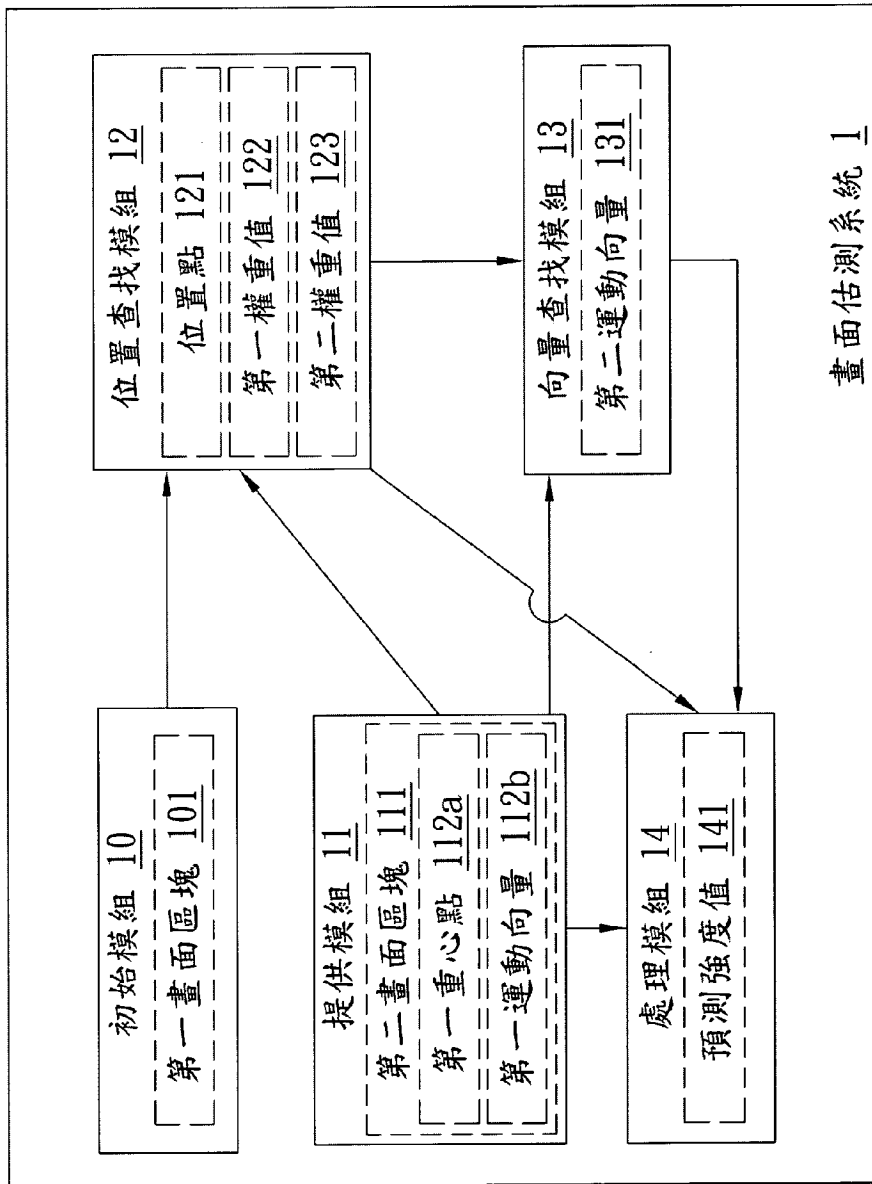 初始模組 10
第一畫面區塊 101
提供模組 11
第二畫面區塊 111
第一重心點 112a
第一運動向量 112b
處理模組 14
預測強度值 141
位置查找模組 12
位置點 121
第一權重值 122
第二權重值 123
向量查找模組 13
第二運動向量 131
畫面估測系統 1